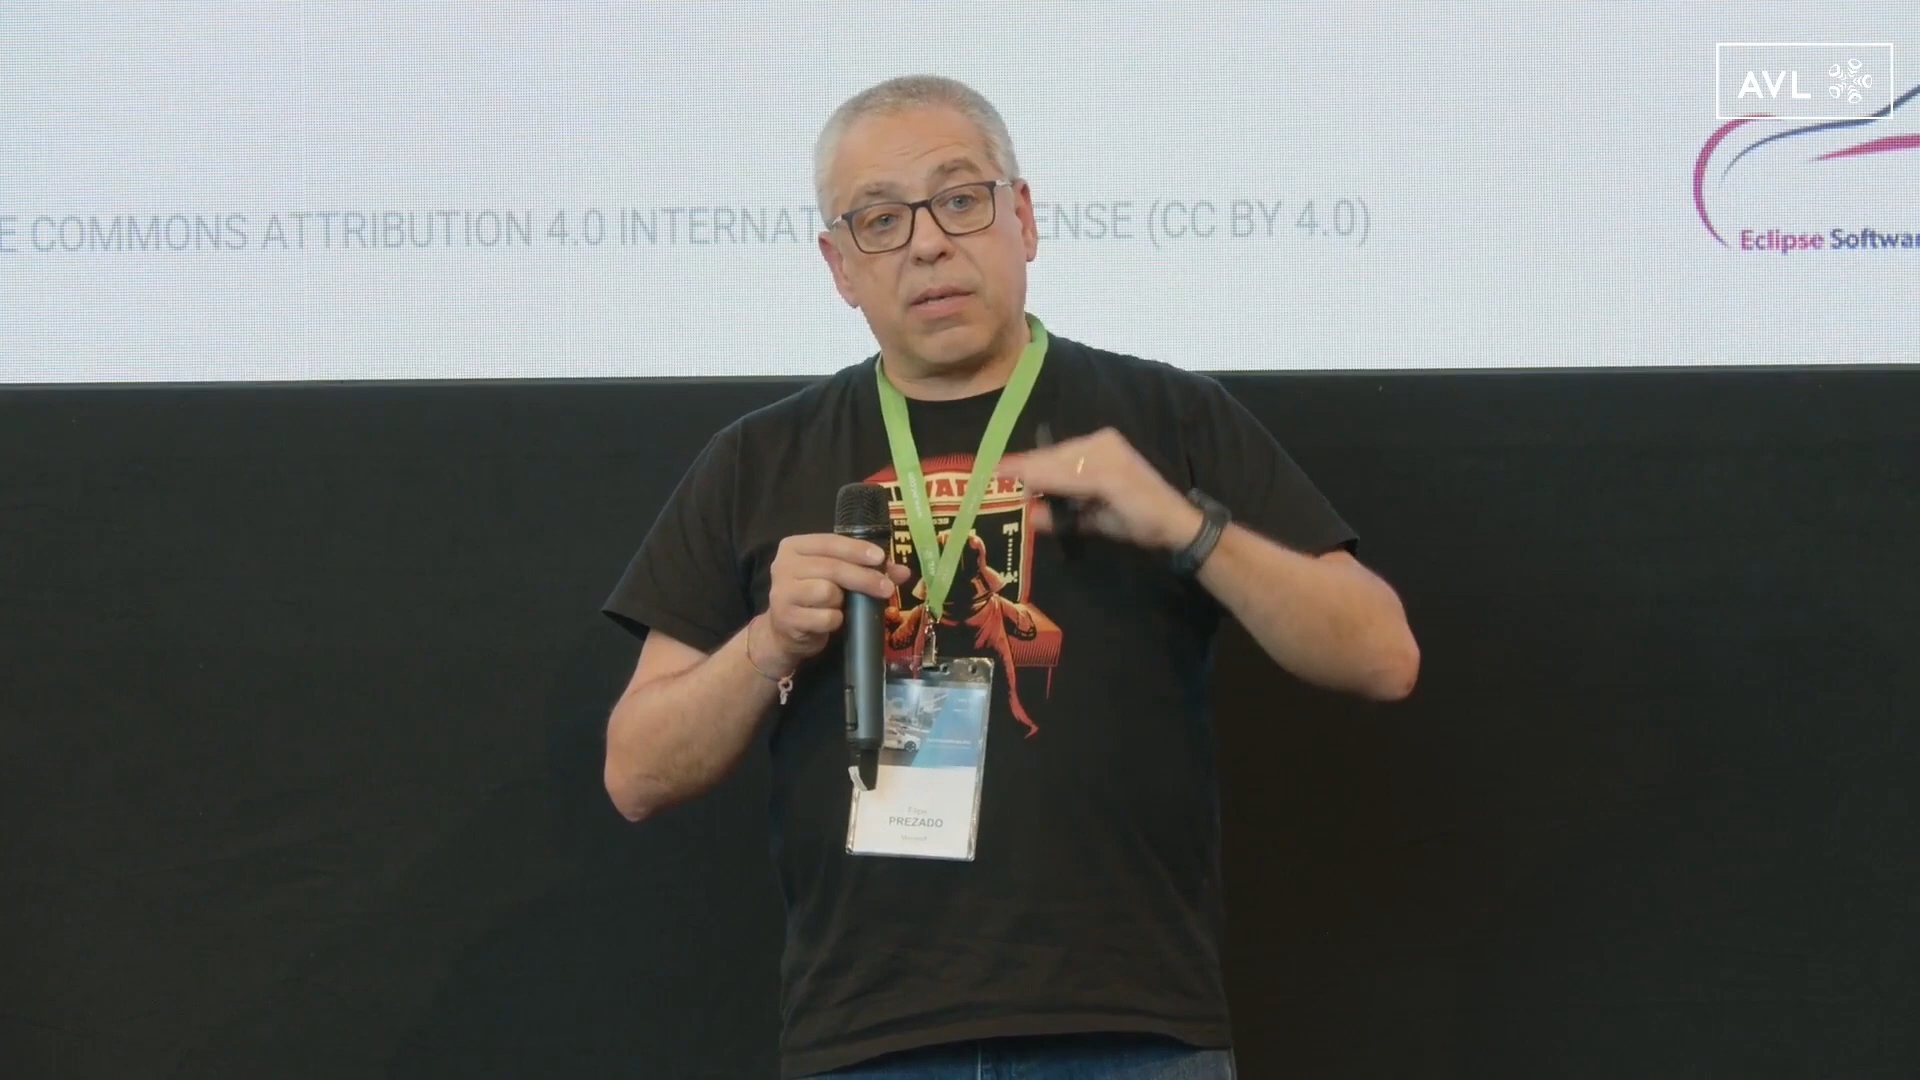 AVL
E COMMONS ATTRIBUTION 4.0 INTERNAT ENSE (CC BY 4.0)
Eclipse Softwar
PREZADO